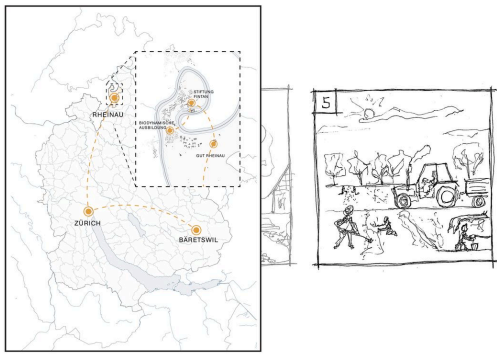 STIFTUNG
FINTAN
BIODYNAMISCHE
AUSBILDUNG
RHEINAU
GUT RHEINAU
ZÜRICH
BÄRETSWIL
5